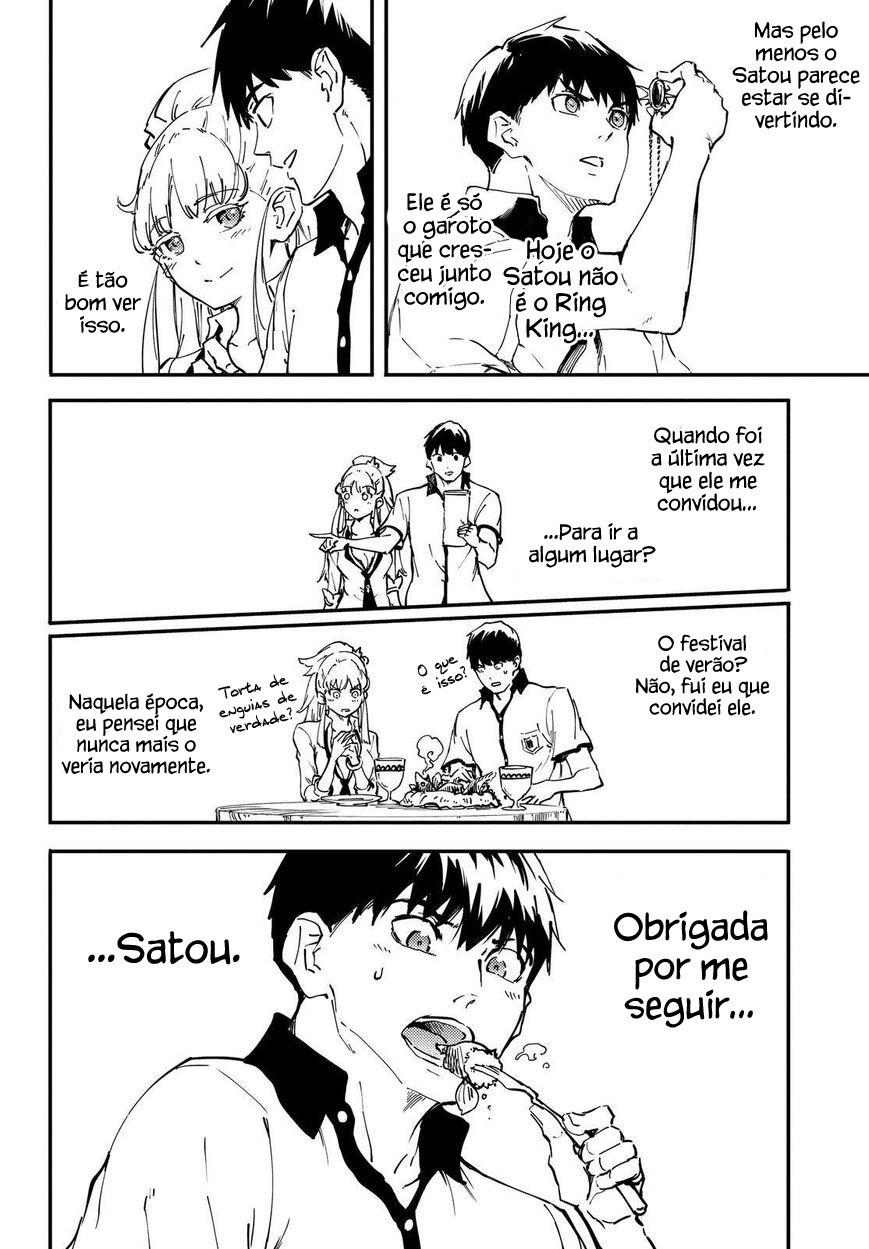 Mas pelo
menos o
Satou parece
estar se di-
vertindo.
Hoje o
Satou não
é o Ring
King...
Ele é só
o garoto
que cres-
ceu junto
comigo.
É tão
bom ver
isso.
Quando foi
a última vez
que ele me
convidou...
...Para ir a
algum lugar?
O festival
de verão?
Não, fui eu que
convidei ele.
O que
é isso?
Torta de
enguias de
verdade?
Naquela época,
eu pensei que
nunca mais o
veria novamente.
Obrigada
por me
seguir...
...Satou.